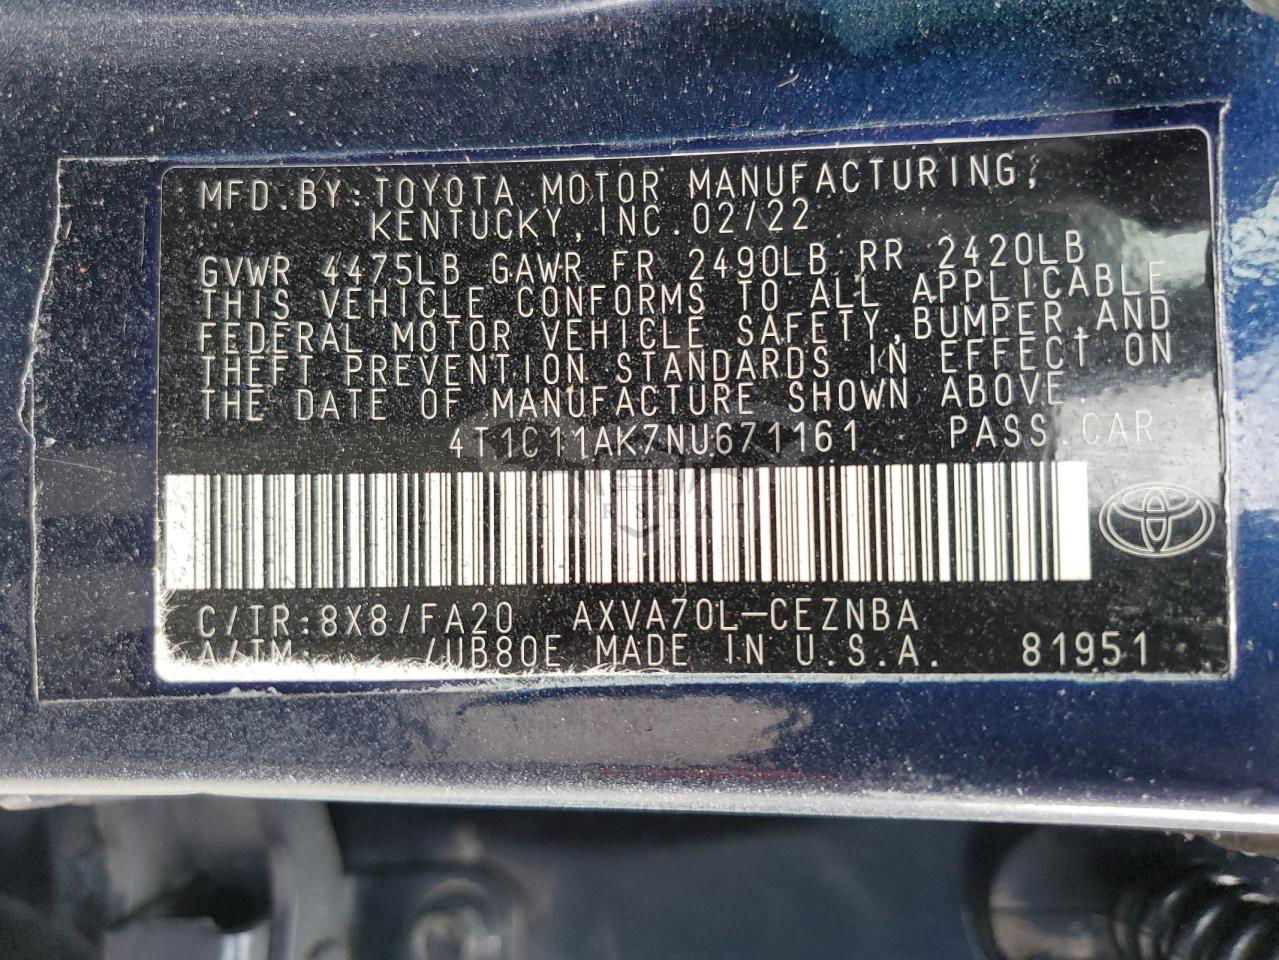 MFD.BY:TOYOTA MOTOR MANUFACTURING,
KENTUCKY,INC.02/22
GVWR 4475LB GAWR FR 2490LB RR 2420LB
THIS VEHICLE CONFORMS TO ALL APPLICABLE
FEDERAL MOTOR VEHICLE SAFETY,BUMPER,AND
THEFT PREVENTION STANDARDS IN EFFECT ON
THE DATE OF MANUFACTURE SHOWN ABOVE.
4T1C11AK7NU671161 PASS.CAR
C/TR:8X8/FA20 AXVA70L-CEZNBA
A/TM: /UB80E MADE IN U.S.A. 81951